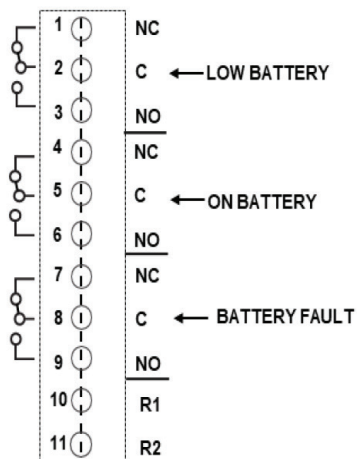 1 NC
2 C LOW BATTERY
3 NO
4 NC
5 C ON BATTERY
6 NO
7 NC
8 C BATTERY FAULT
9 NO
10 R1
11 R2